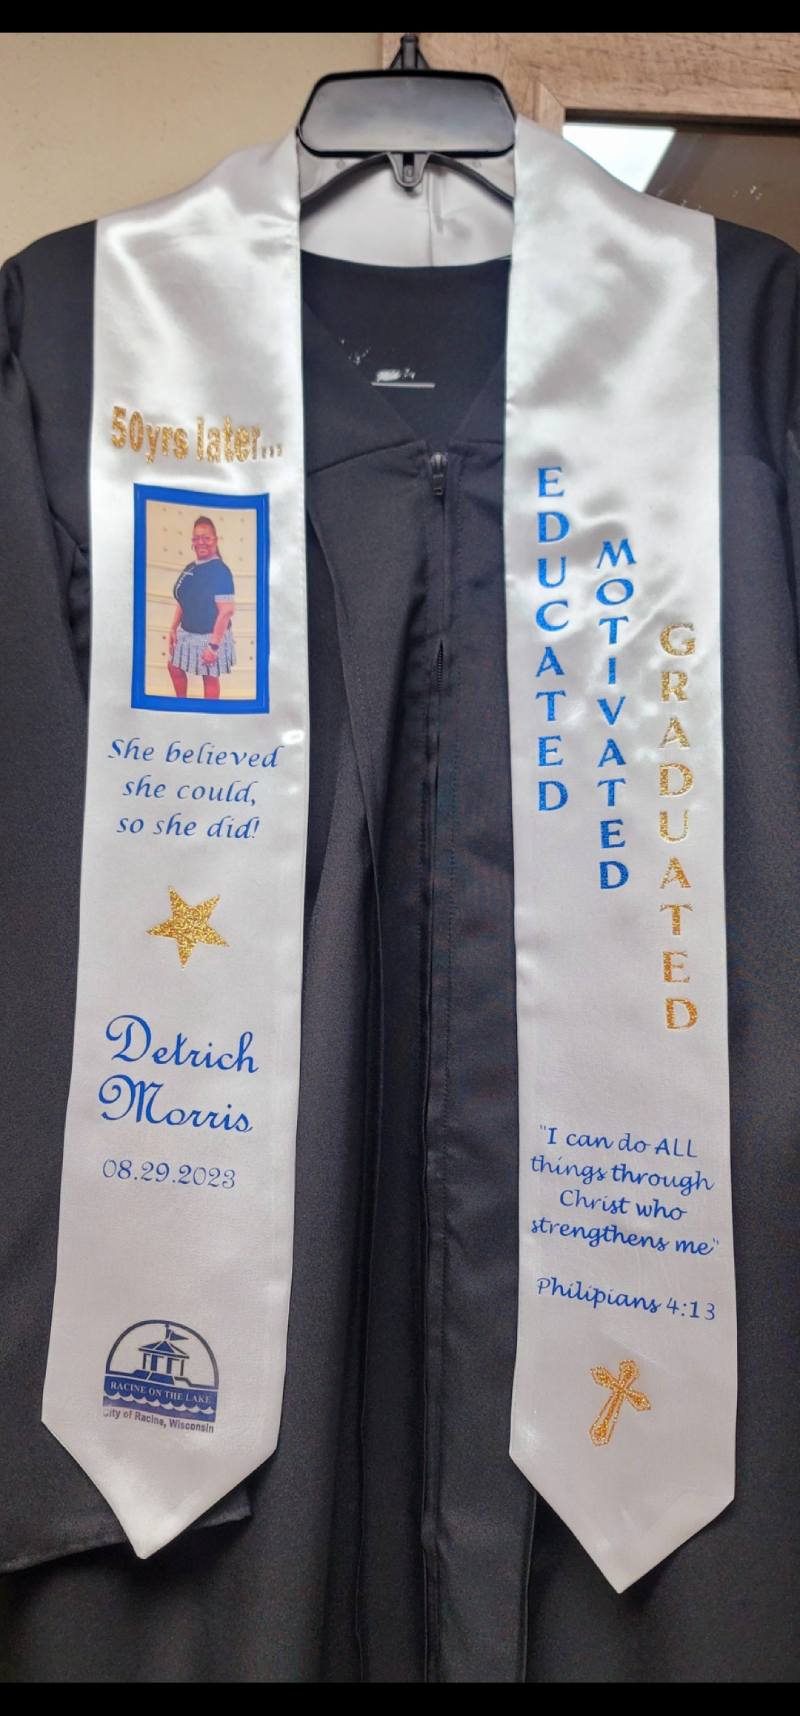 50yrs later...
She believed
she could,
so she did!
Detrich
Morris
08.29.2023
RACINE ON THE LAKE
City of Racine, Wisconsin
EDUCATED
MOTIVATED
GRADUATED
"I can do ALL
things through
Christ who
strengthens me"
Philipians 4:13